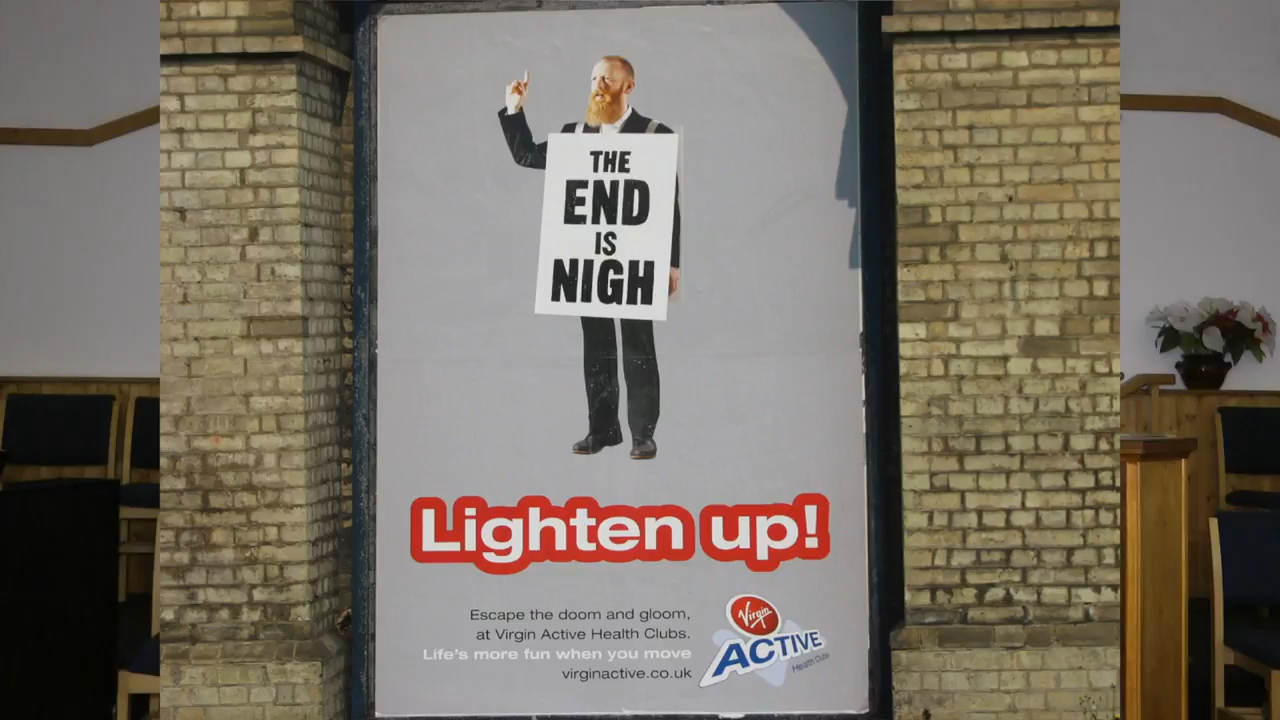 THE
END
IS
NIGH
Lighten up!
Escape the doom and gloom,
at Virgin Active Health Clubs.
Life's more fun when you move
virginactive.co.uk
Virgin
ACTIVE
Health Clubs